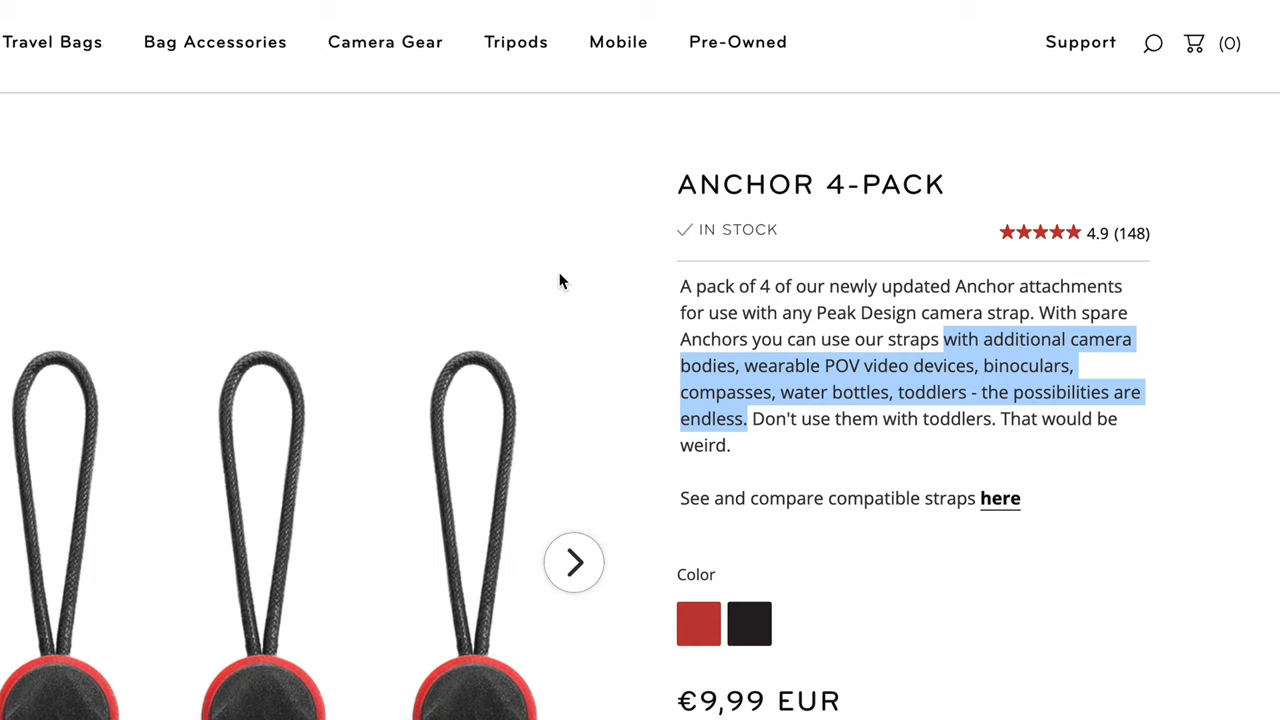 Travel Bags Bag Accessories Camera Gear Tripods Mobile Pre-Owned Support (0)
ANCHOR 4-PACK
IN STOCK 4.9 (148)
A pack of 4 of our newly updated Anchor attachments
for use with any Peak Design camera strap. With spare
Anchors you can use our straps with additional camera
bodies, wearable POV video devices, binoculars,
compasses, water bottles, toddlers - the possibilities are
endless. Don't use them with toddlers. That would be
weird.
See and compare compatible straps here
Color
€9,99 EUR